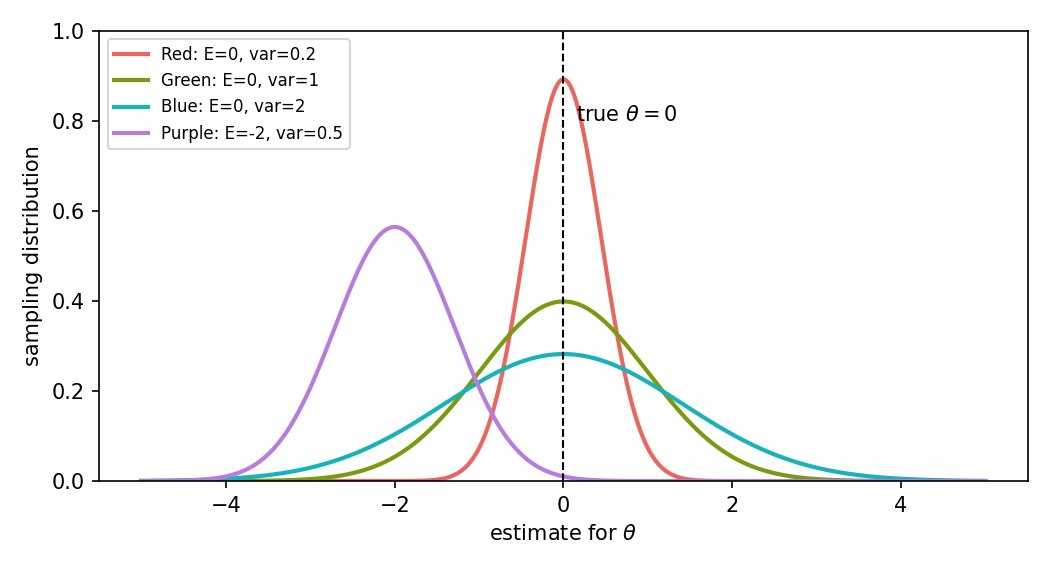 Red: E=0, var=0.2
Green: E=0, var=1
Blue: E=0, var=2
Purple: E=-2, var=0.5
true θ = 0
sampling distribution
1.0
0.8
0.6
0.4
0.2
0.0
−4 −2 0 2 4
estimate for θ